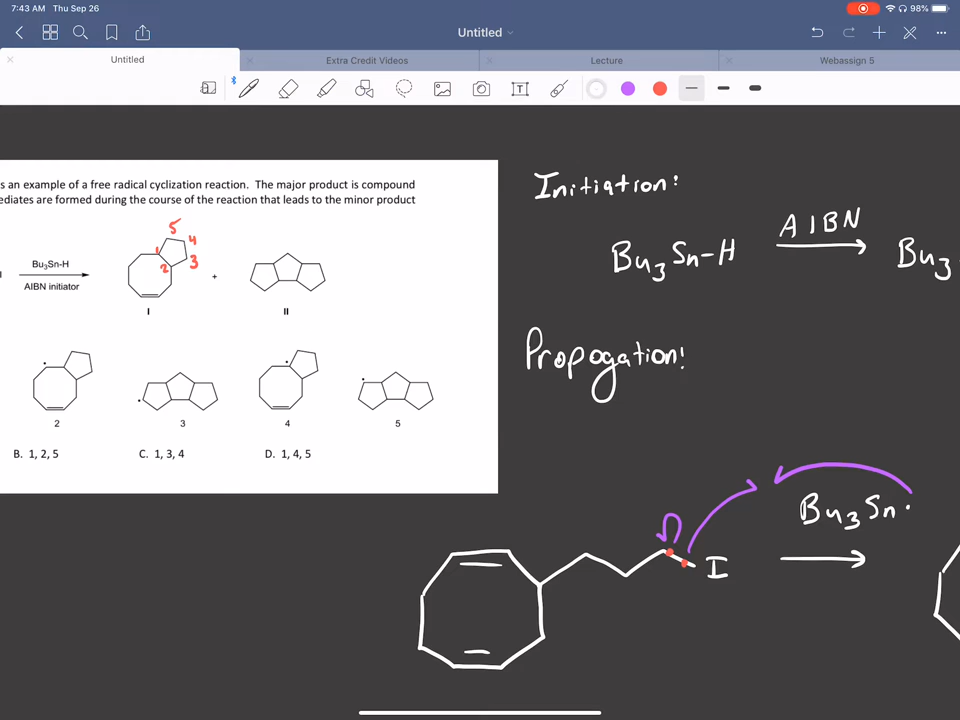 7:43 AM Thu Sep 26
98%
Untitled
Untitled
Extra Credit Videos
Lecture
Webassign 5
T
s an example of a free radical cyclization reaction. The major product is compound
ediates are formed during the course of the reaction that leads to the minor product
Bu3Sn-H
AIBN initiator
1
2
3
4
5
+
I
II
2
3
4
5
B. 1, 2, 5
C. 1, 3, 4
D. 1, 4, 5
Initiation:
Bu3Sn-H
AIBN
Bu3
Propogation:
Bu3Sn·
I